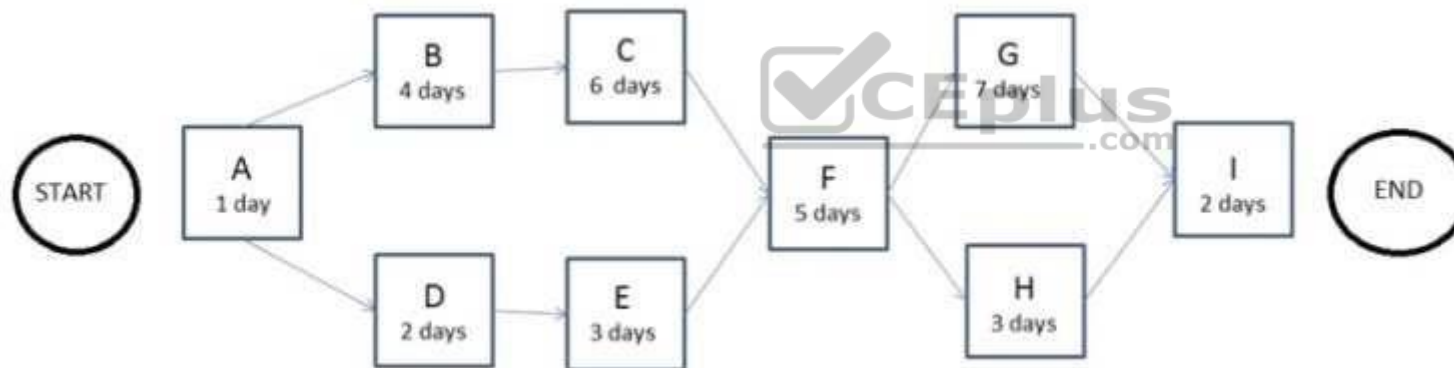 START
A
1 day
B
4 days
C
6 days
D
2 days
E
3 days
F
5 days
G
7 days
H
3 days
I
2 days
END
CEplus
.com